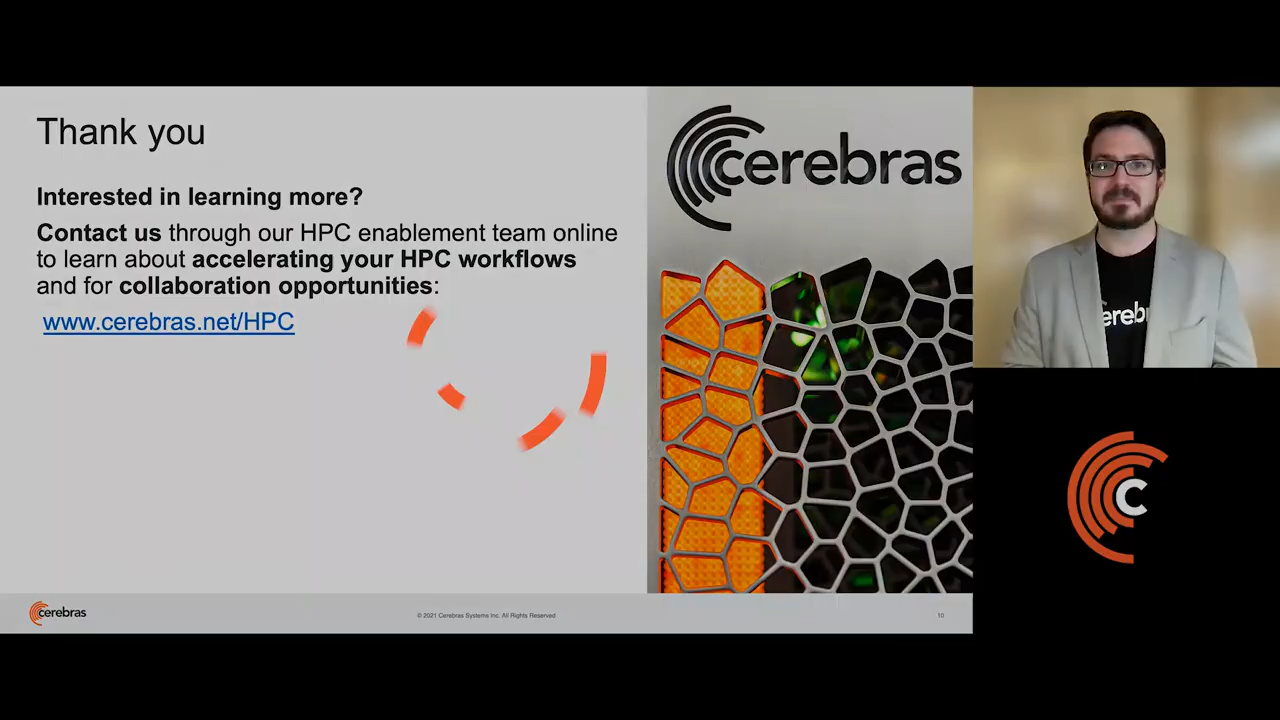 Thank you
Interested in learning more?
Contact us through our HPC enablement team online
to learn about accelerating your HPC workflows
and for collaboration opportunities:
www.cerebras.net/HPC
cerebras
cerebras
© 2021 Cerebras Systems Inc. All Rights Reserved
10
erebr
C